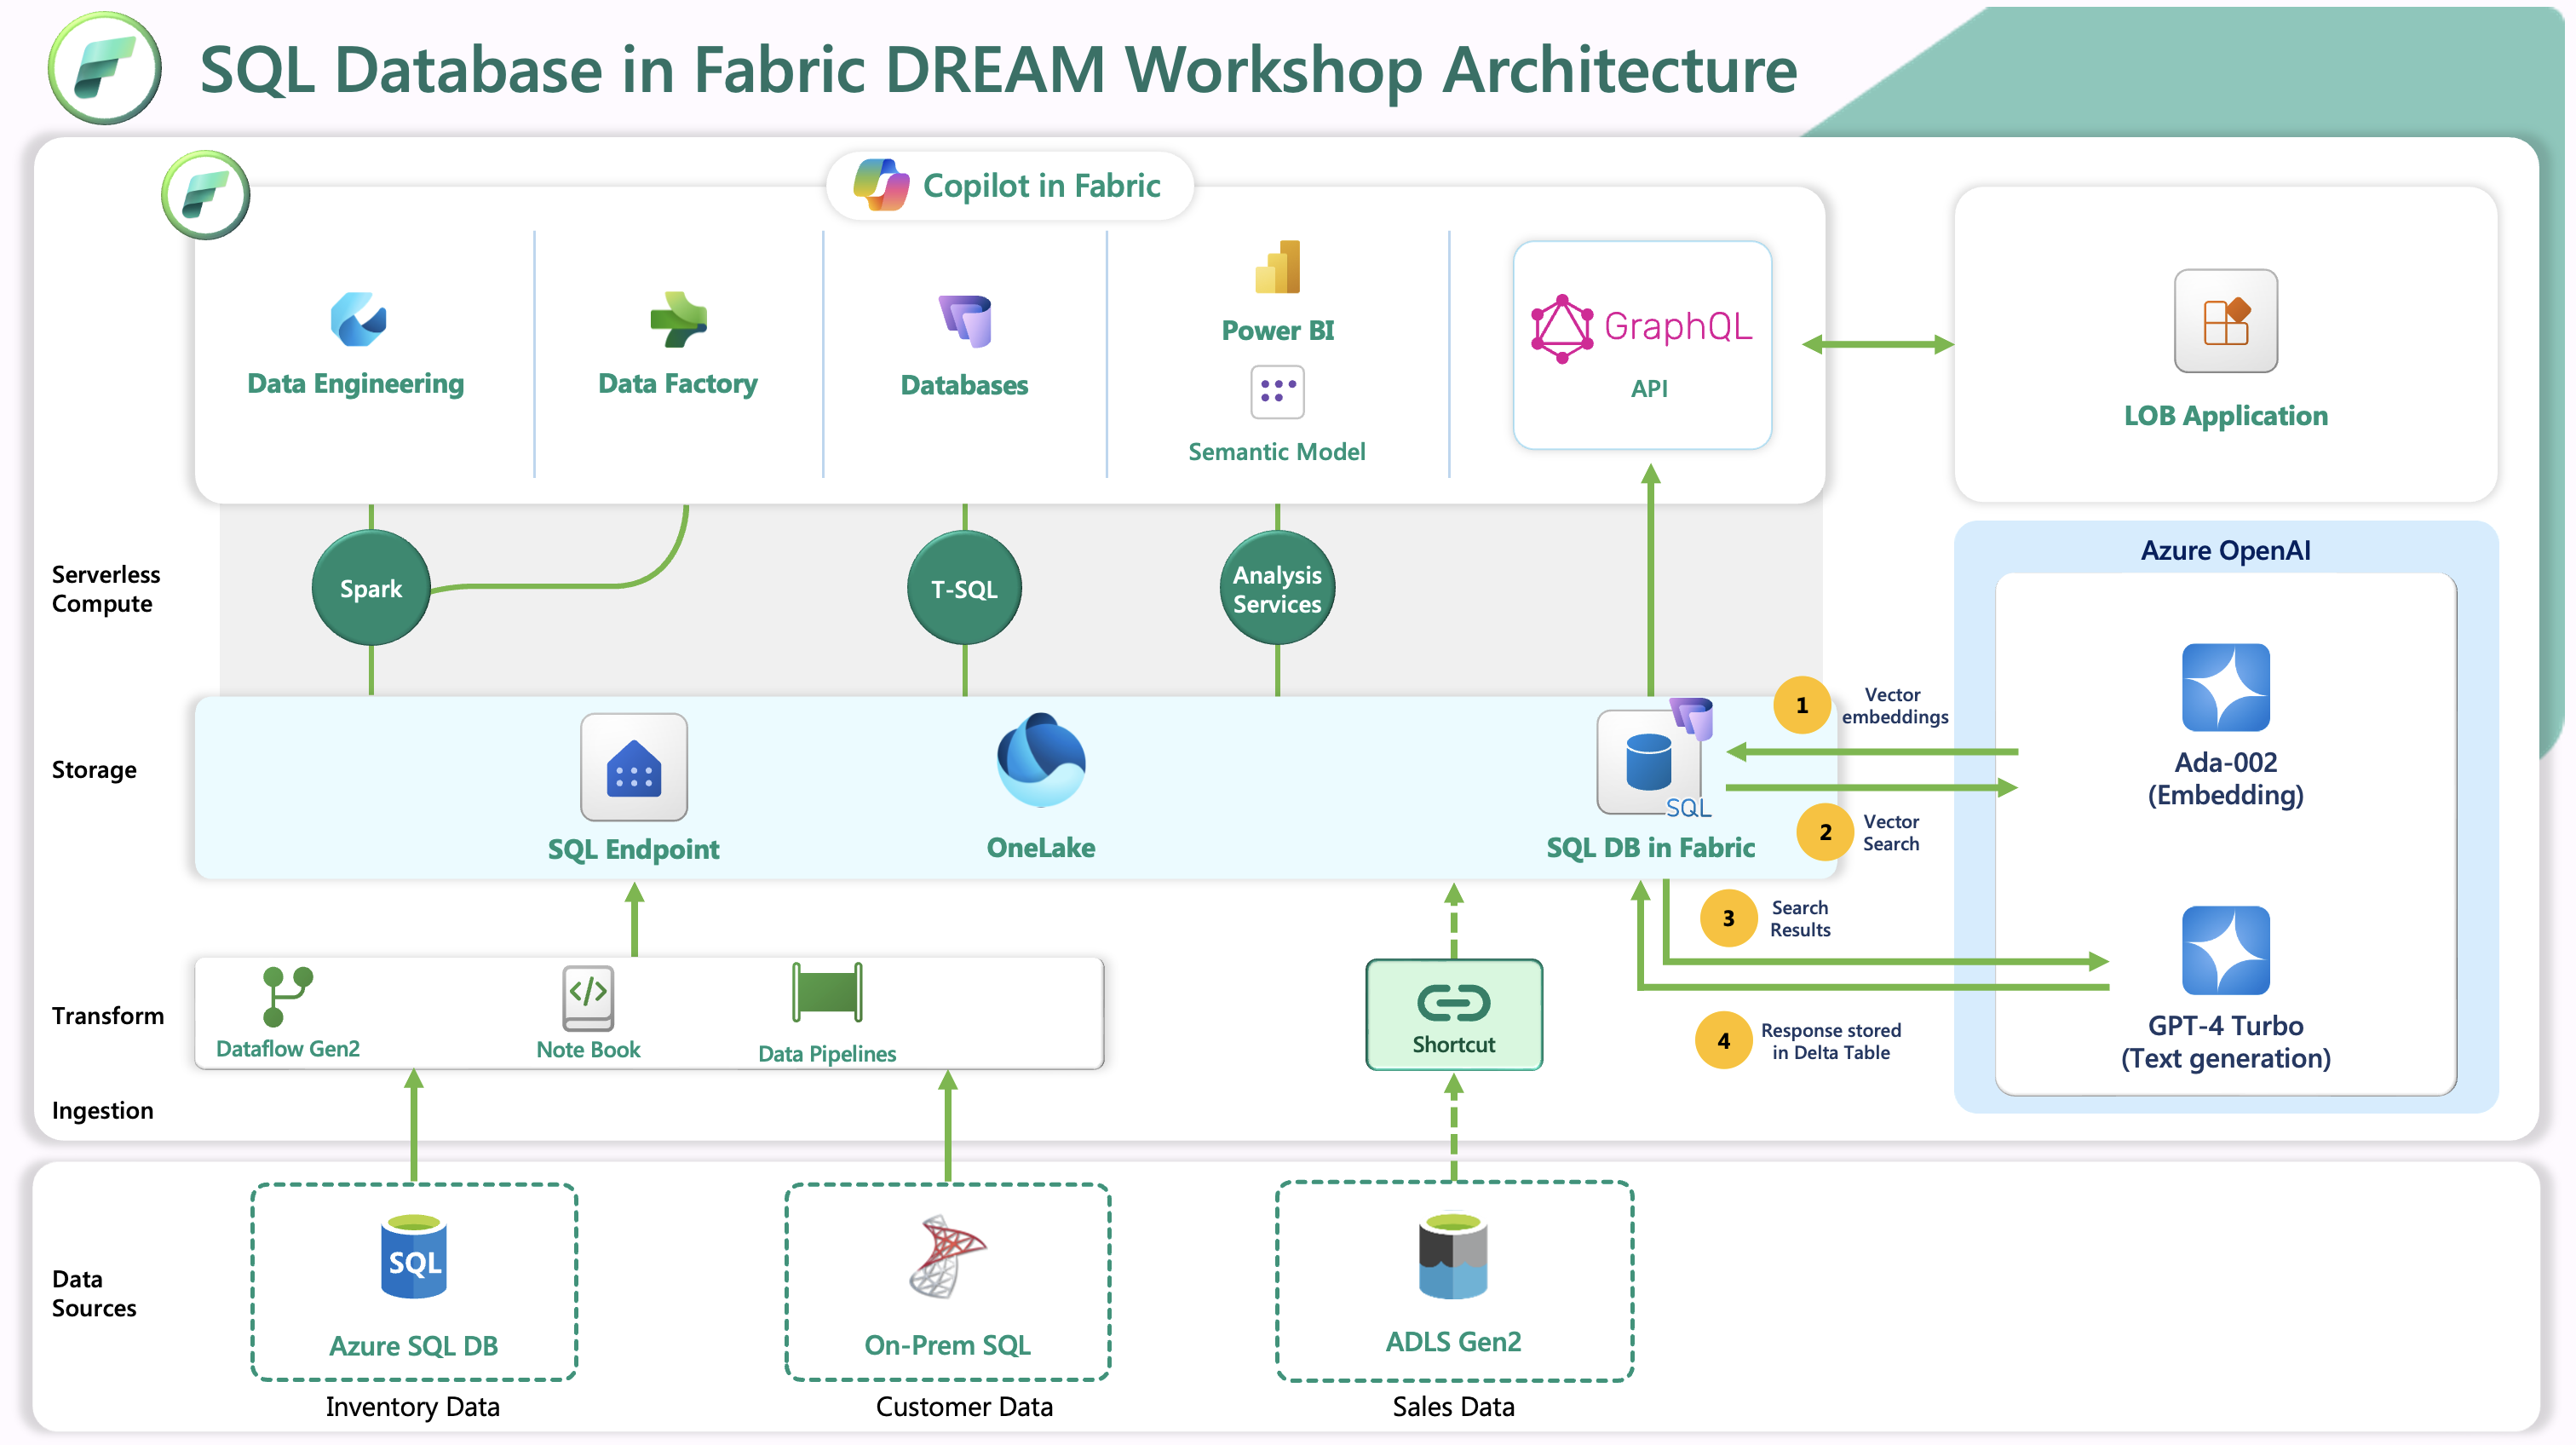 SQL Database in Fabric DREAM Workshop Architecture
Copilot in Fabric
Data Engineering
Data Factory
Databases
Power BI
Semantic Model
GraphQL
API
LOB Application
Serverless
Compute
Spark
T-SQL
Analysis
Services
Azure OpenAI
Ada-002
(Embedding)
GPT-4 Turbo
(Text generation)
Storage
SQL Endpoint
OneLake
SQL
SQL DB in Fabric
1
Vector
embeddings
2
Vector
Search
3
Search
Results
4
Response stored
in Delta Table
Transform
Dataflow Gen2
Note Book
Data Pipelines
Shortcut
Ingestion
Data
Sources
SQL
Azure SQL DB
Inventory Data
On-Prem SQL
Customer Data
ADLS Gen2
Sales Data